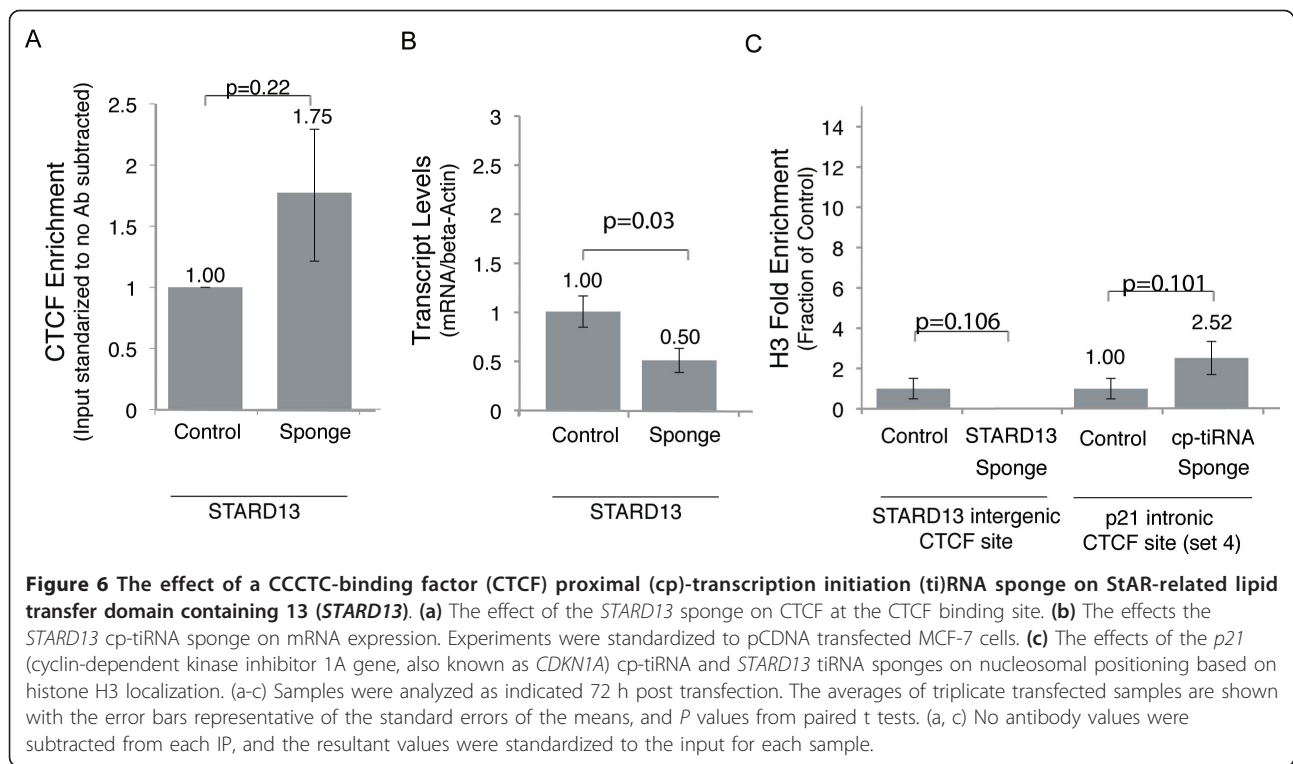 A
B
C
CTCF Enrichment
(Input standarized to no Ab subtracted)
2.5
2
1.5
1
0.5
0
p=0.22
1.00
1.75
Control
Sponge
STARD13
Transcript Levels
(mRNA/beta-Actin)
3
2.5
2
1.5
1
0.5
0
p=0.03
1.00
0.50
Control
Sponge
STARD13
H3 Fold Enrichment
(Fraction of Control)
14
12
10
8
6
4
2
0
p=0.106
p=0.101
1.00
2.52
Control
STARD13
Sponge
Control
cp-tiRNA
Sponge
STARD13 intergenic
CTCF site
p21 intronic
CTCF site (set 4)
Figure 6 The effect of a CCCTC-binding factor (CTCF) proximal (cp)-transcription initiation (ti)RNA sponge on StAR-related lipid
transfer domain containing 13 (STARD13). (a) The effect of the STARD13 sponge on CTCF at the CTCF binding site. (b) The effects the
STARD13 cp-tiRNA sponge on mRNA expression. Experiments were standardized to pCDNA transfected MCF-7 cells. (c) The effects of the p21
(cyclin-dependent kinase inhibitor 1A gene, also known as CDKN1A) cp-tiRNA and STARD13 tiRNA sponges on nucleosomal positioning based on
histone H3 localization. (a-c) Samples were analyzed as indicated 72 h post transfection. The averages of triplicate transfected samples are shown
with the error bars representative of the standard errors of the means, and P values from paired t tests. (a, c) No antibody values were
subtracted from each IP, and the resultant values were standardized to the input for each sample.